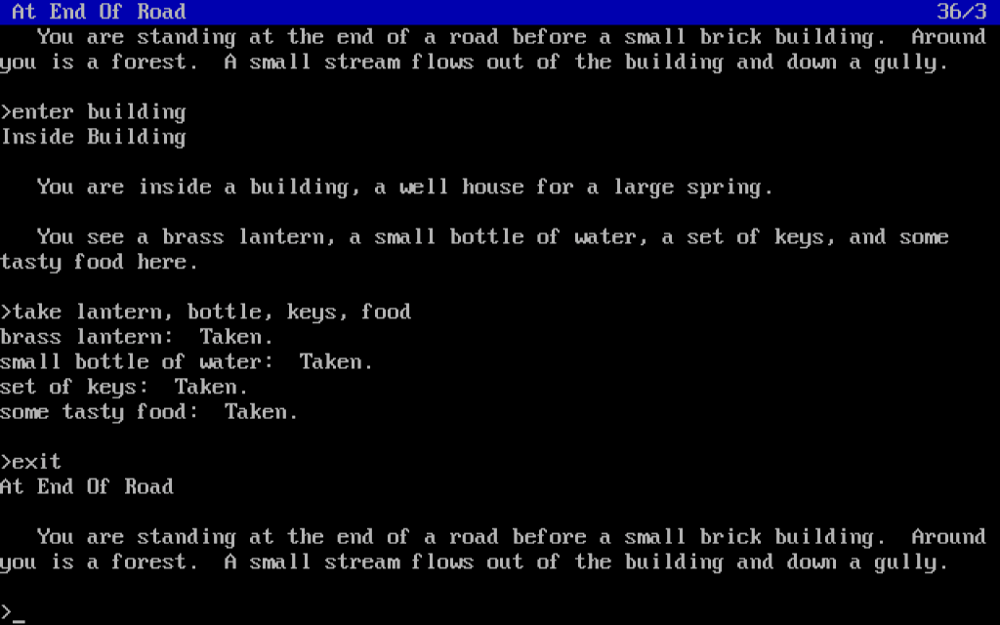 At End Of Road 36/3
You are standing at the end of a road before a small brick building.  Around
you is a forest.  A small stream flows out of the building and down a gully.
>enter building
Inside Building
You are inside a building, a well house for a large spring.
You see a brass lantern, a small bottle of water, a set of keys, and some
tasty food here.
>take lantern, bottle, keys, food
brass lantern:  Taken.
small bottle of water:  Taken.
set of keys:  Taken.
some tasty food:  Taken.
>exit
At End Of Road
You are standing at the end of a road before a small brick building.  Around
you is a forest.  A small stream flows out of the building and down a gully.
>_